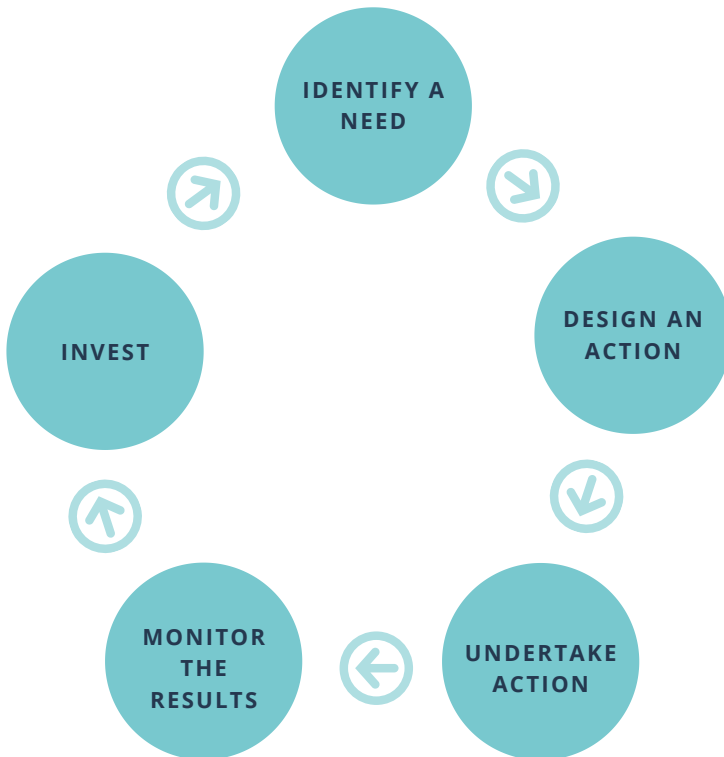 IDENTIFY A
NEED
DESIGN AN
ACTION
UNDERTAKE
ACTION
MONITOR
THE
RESULTS
INVEST